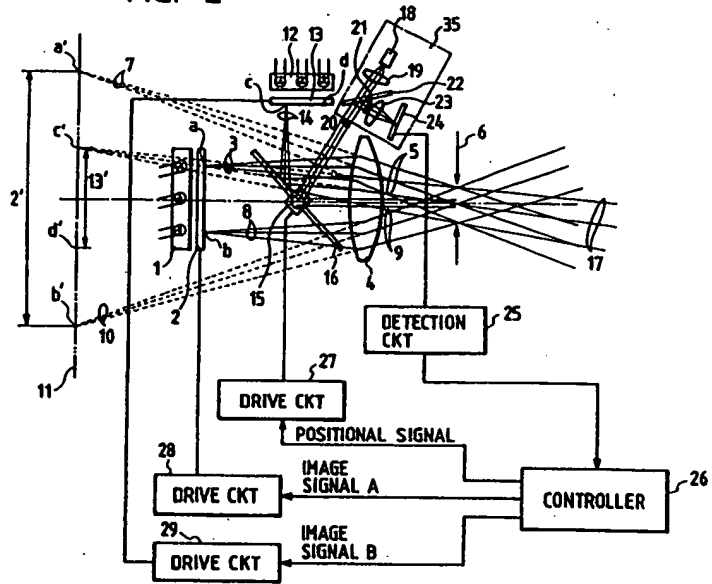 18
35
21
12
13
d
19
a'
7
22
c
23
14
20
24
6
a
3
5
c'
13'
2'
8
d'
b
1
9
17
15
16
4
b'
2
10
DETECTION
CKT
25
11
27
DRIVE CKT
POSITIONAL SIGNAL
28
IMAGE
SIGNAL A
DRIVE CKT
CONTROLLER
26
29
IMAGE
SIGNAL B
DRIVE CKT